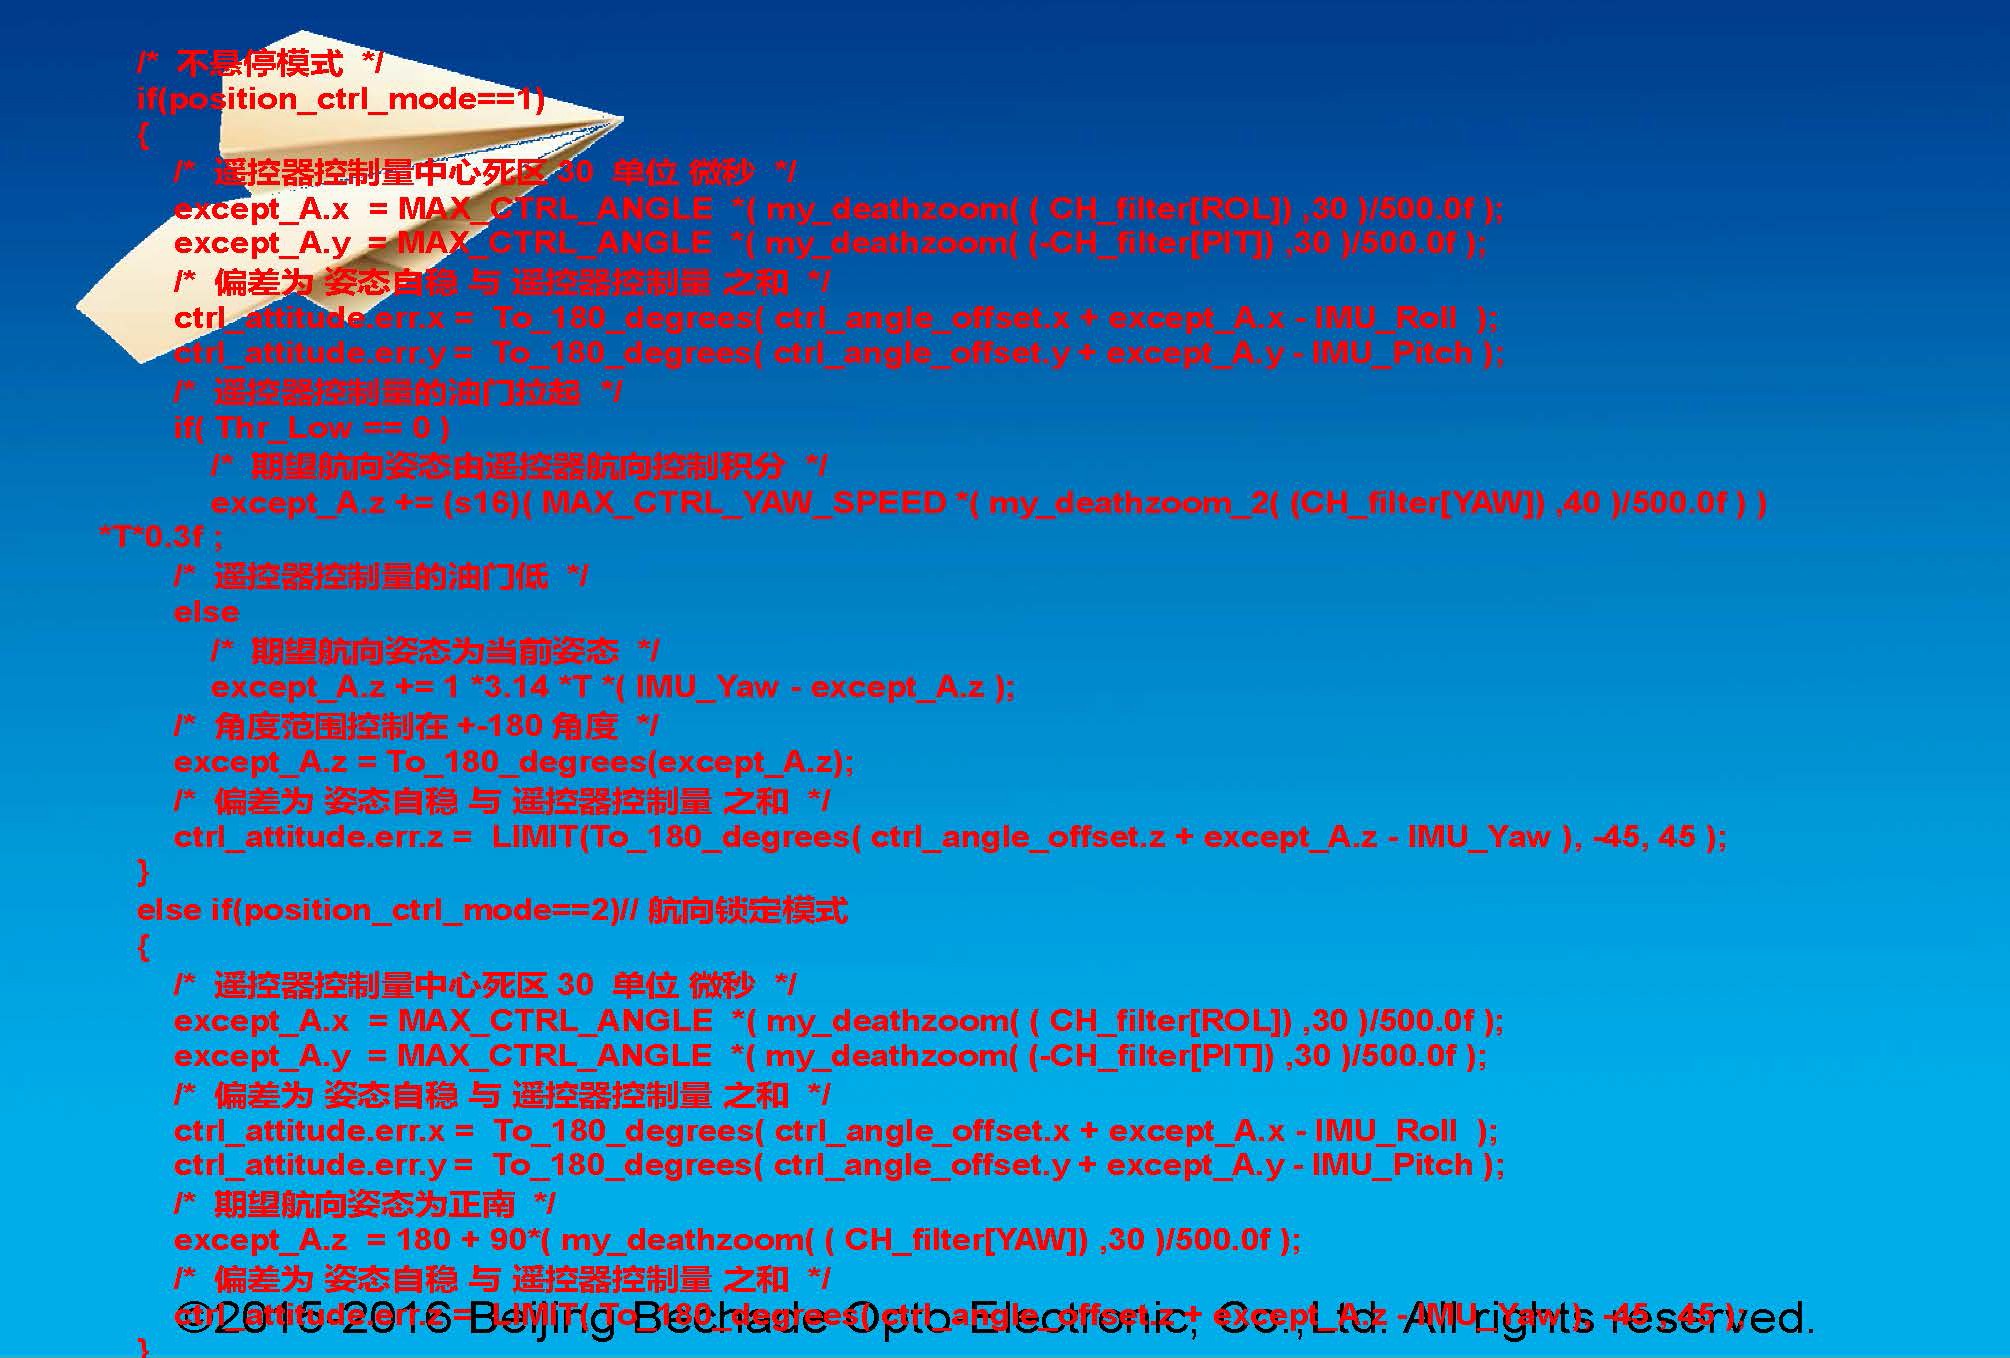 /* 不悬停模式 */
if(position_ctrl_mode==1)
{
/* 遥控器控制量中心死区 30 单位 微秒 */
except_A.x = MAX_CTRL_ANGLE *( my_deathzoom( ( CH_filter[ROL]) ,30 )/500.0f );
except_A.y = MAX_CTRL_ANGLE *( my_deathzoom( (-CH_filter[PIT]) ,30 )/500.0f );
/* 偏差为 姿态自稳 与 遥控器控制量 之和 */
ctrl_attitude.err.x = To_180_degrees( ctrl_angle_offset.x + except_A.x - IMU_Roll );
ctrl_attitude.err.y = To_180_degrees( ctrl_angle_offset.y + except_A.y - IMU_Pitch );
/* 遥控器控制量的油门拉起 */
if( Thr_Low == 0 )
/* 期望航向姿态由遥控器航向控制积分 */
except_A.z += (s16)( MAX_CTRL_YAW_SPEED *( my_deathzoom_2( (CH_filter[YAW]) ,40 )/500.0f ) )
*T*0.3f ;
/* 遥控器控制量的油门低 */
else
/* 期望航向姿态为当前姿态 */
except_A.z += 1 *3.14 *T *( IMU_Yaw - except_A.z );
/* 角度范围控制在 +-180 角度 */
except_A.z = To_180_degrees(except_A.z);
/* 偏差为 姿态自稳 与 遥控器控制量 之和 */
ctrl_attitude.err.z = LIMIT(To_180_degrees( ctrl_angle_offset.z + except_A.z - IMU_Yaw ), -45, 45 );
}
else if(position_ctrl_mode==2)// 航向锁定模式
{
/* 遥控器控制量中心死区 30 单位 微秒 */
except_A.x = MAX_CTRL_ANGLE *( my_deathzoom( ( CH_filter[ROL]) ,30 )/500.0f );
except_A.y = MAX_CTRL_ANGLE *( my_deathzoom( (-CH_filter[PIT]) ,30 )/500.0f );
/* 偏差为 姿态自稳 与 遥控器控制量 之和 */
ctrl_attitude.err.x = To_180_degrees( ctrl_angle_offset.x + except_A.x - IMU_Roll );
ctrl_attitude.err.y = To_180_degrees( ctrl_angle_offset.y + except_A.y - IMU_Pitch );
/* 期望航向姿态为正南 */
except_A.z = 180 + 90*( my_deathzoom( ( CH_filter[YAW]) ,30 )/500.0f );
/* 偏差为 姿态自稳 与 遥控器控制量 之和 */
ctrl_attitude.err.z = LIMIT( To_180_degrees( ctrl_angle_offset.z + except_A.z - IMU_Yaw ), -45 , 45 );
©2015-2016 Beijing Bechade Opto-Electronic, Co.,Ltd. All rights reserved.
}